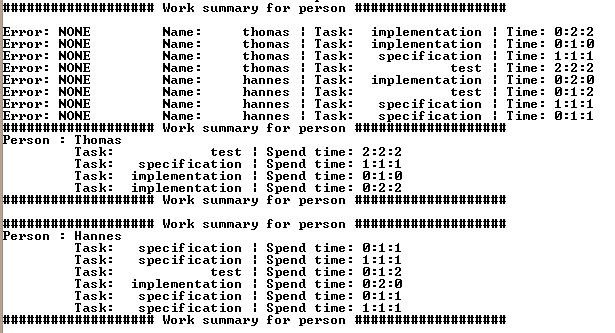 ################### Work summary for person ###################
Error: NONE Name: thomas ¦ Task: implementation ¦ Time: 0:2:2
Error: NONE Name: thomas ¦ Task: implementation ¦ Time: 0:1:0
Error: NONE Name: thomas ¦ Task: specification ¦ Time: 1:1:1
Error: NONE Name: thomas ¦ Task: test ¦ Time: 2:2:2
Error: NONE Name: hannes ¦ Task: implementation ¦ Time: 0:2:0
Error: NONE Name: hannes ¦ Task: test ¦ Time: 0:1:2
Error: NONE Name: hannes ¦ Task: specification ¦ Time: 1:1:1
Error: NONE Name: hannes ¦ Task: specification ¦ Time: 0:1:1
################### Work summary for person ###################
Person : Thomas
Task: test ¦ Spend time: 2:2:2
Task: specification ¦ Spend time: 1:1:1
Task: implementation ¦ Spend time: 0:1:0
Task: implementation ¦ Spend time: 0:2:2
################### Work summary for person ###################
################### Work summary for person ###################
Person : Hannes
Task: specification ¦ Spend time: 0:1:1
Task: specification ¦ Spend time: 1:1:1
Task: test ¦ Spend time: 0:1:2
Task: implementation ¦ Spend time: 0:2:0
Task: specification ¦ Spend time: 0:1:1
Task: specification ¦ Spend time: 1:1:1
################### Work summary for person ###################